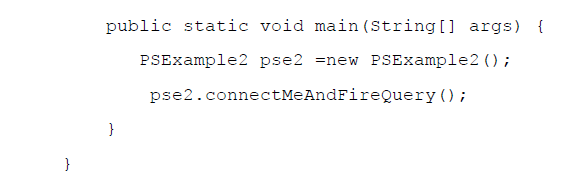 public static void main(String[] args) {
PSExample2 pse2 =new PSExample2();
pse2.connectMeAndFireQuery();
}
}